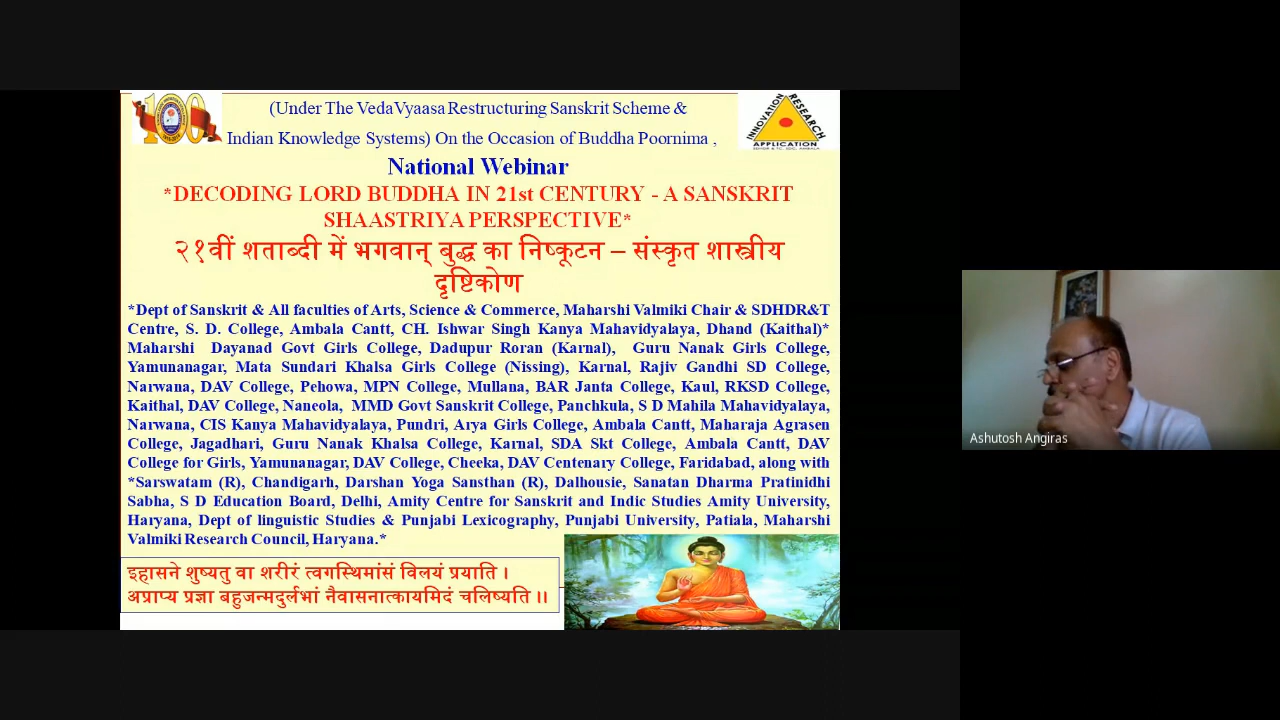 100
INNOVATION RESEARCH
APPLICATION
(Under The VedaVyaasa Restructuring Sanskrit Scheme &
Indian Knowledge Systems) On the Occasion of Buddha Poornima ,
National Webinar
*DECODING LORD BUDDHA IN 21st CENTURY - A SANSKRIT
SHAASTRIYA PERSPECTIVE*
२१वीं शताब्दी में भगवान् बुद्ध का निष्कूटन – संस्कृत शास्त्रीय
दृष्टिकोण
*Dept of Sanskrit & All faculties of Arts, Science & Commerce, Maharshi Valmiki Chair & SDHDR&T
Centre, S. D. College, Ambala Cantt, CH. Ishwar Singh Kanya Mahavidyalaya, Dhand (Kaithal)*
Maharshi Dayanad Govt Girls College, Dadupur Roran (Karnal), Guru Nanak Girls College,
Yamunanagar, Mata Sundari Khalsa Girls College (Nissing), Karnal, Rajiv Gandhi SD College,
Narwana, DAV College, Pehowa, MPN College, Mullana, BAR Janta College, Kaul, RKSD College,
Kaithal, DAV College, Naneola, MMD Govt Sanskrit College, Panchkula, S D Mahila Mahavidyalaya,
Narwana, CIS Kanya Mahavidyalaya, Pundri, Arya Girls College, Ambala Cantt, Maharaja Agrasen
College, Jagadhari, Guru Nanak Khalsa College, Karnal, SDA Skt College, Ambala Cantt, DAV
College for Girls, Yamunanagar, DAV College, Cheeka, DAV Centenary College, Faridabad, along with
*Sarswatam (R), Chandigarh, Darshan Yoga Sansthan (R), Dalhousie, Sanatan Dharma Pratinidhi
Sabha, S D Education Board, Delhi, Amity Centre for Sanskrit and Indic Studies Amity University,
Haryana, Dept of linguistic Studies & Punjabi Lexicography, Punjabi University, Patiala, Maharshi
Valmiki Research Council, Haryana.*
इहासने शुष्यतु वा शरीरं त्वगस्थिमांसं विलयं प्रयाति ।
अप्राप्य प्रज्ञा बहुजन्मदुर्लभां नैवासनात्कायमिदं चलिष्यति ।।
Ashutosh Angiras